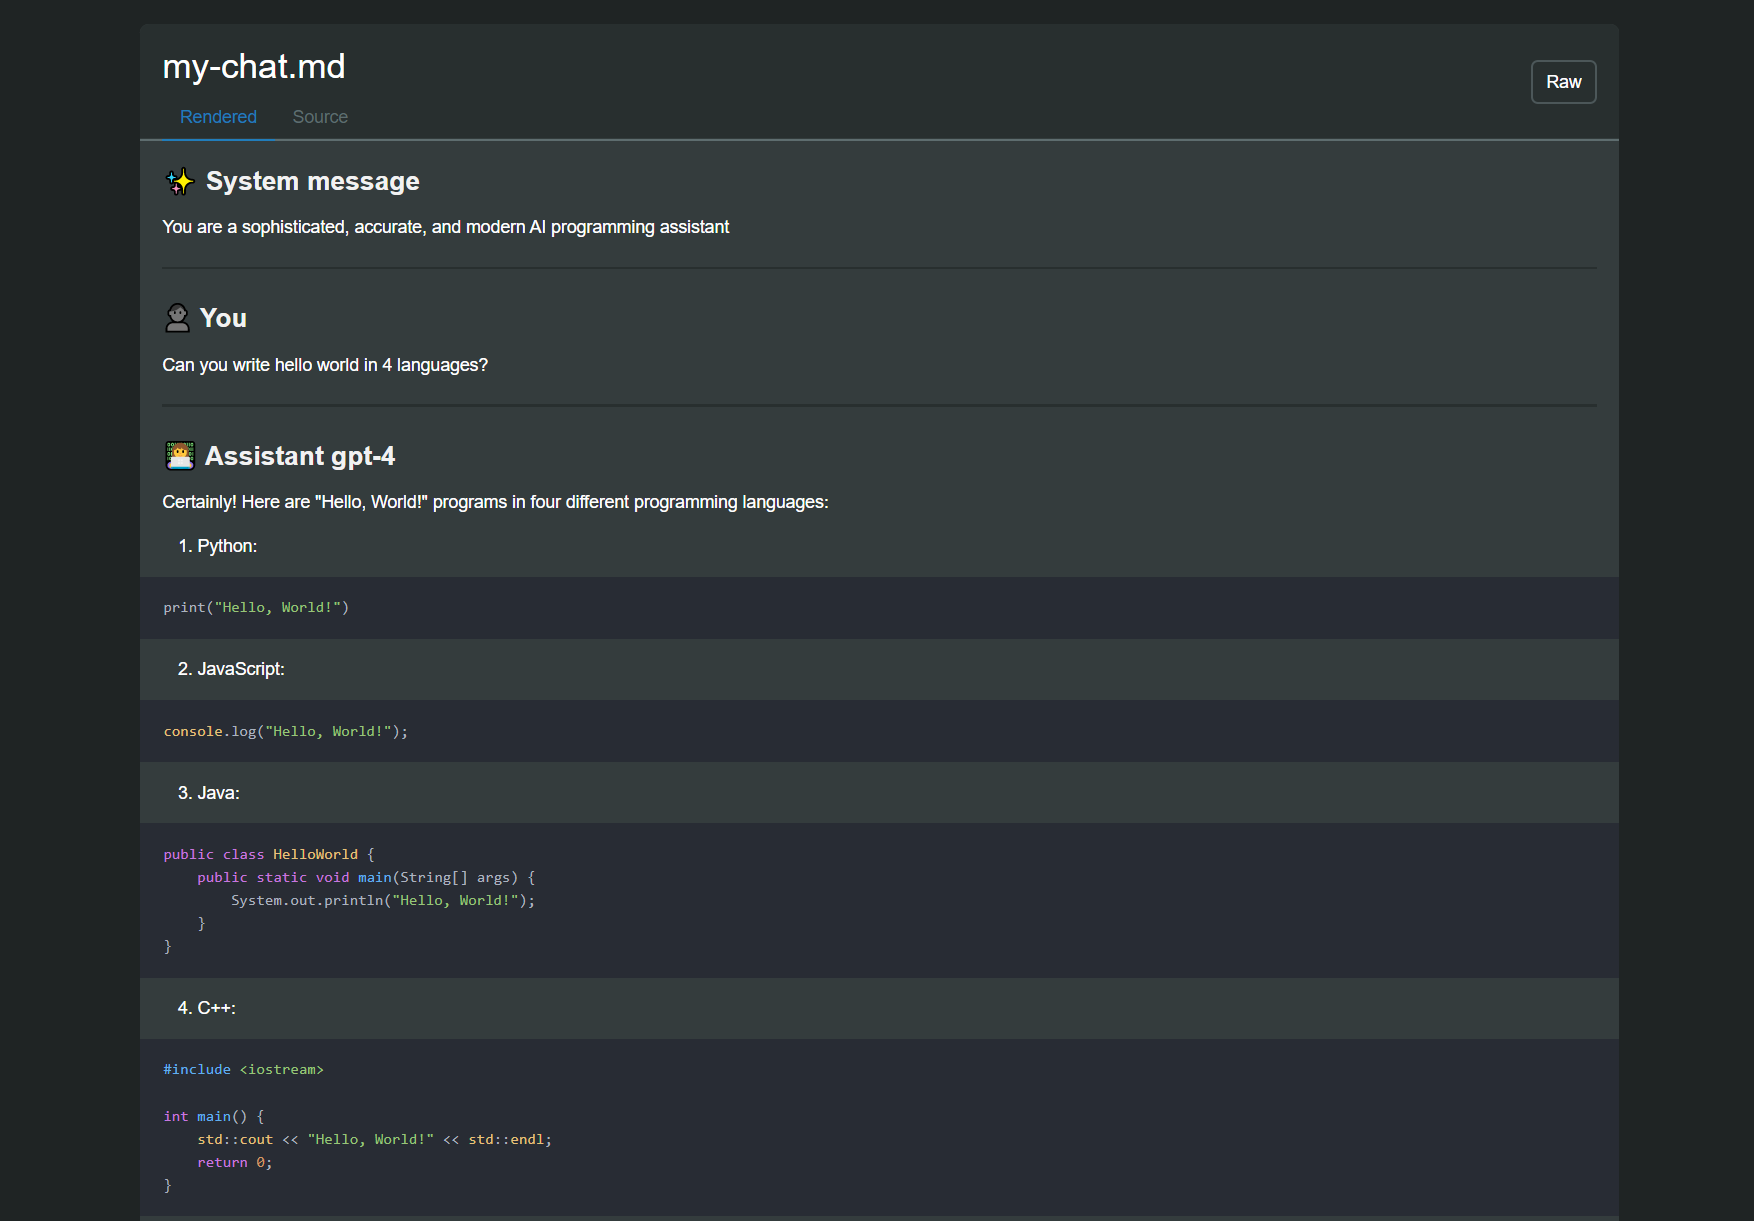 my-chat.md
Raw
Rendered Source
✨ System message
You are a sophisticated, accurate, and modern AI programming assistant
You
Can you write hello world in 4 languages?
Assistant gpt-4
Certainly! Here are "Hello, World!" programs in four different programming languages:
1. Python:
print("Hello, World!")
2. JavaScript:
console.log("Hello, World!");
3. Java:
public class HelloWorld {
    public static void main(String[] args) {
        System.out.println("Hello, World!");
    }
}
4. C++:
#include <iostream>
int main() {
    std::cout << "Hello, World!" << std::endl;
    return 0;
}